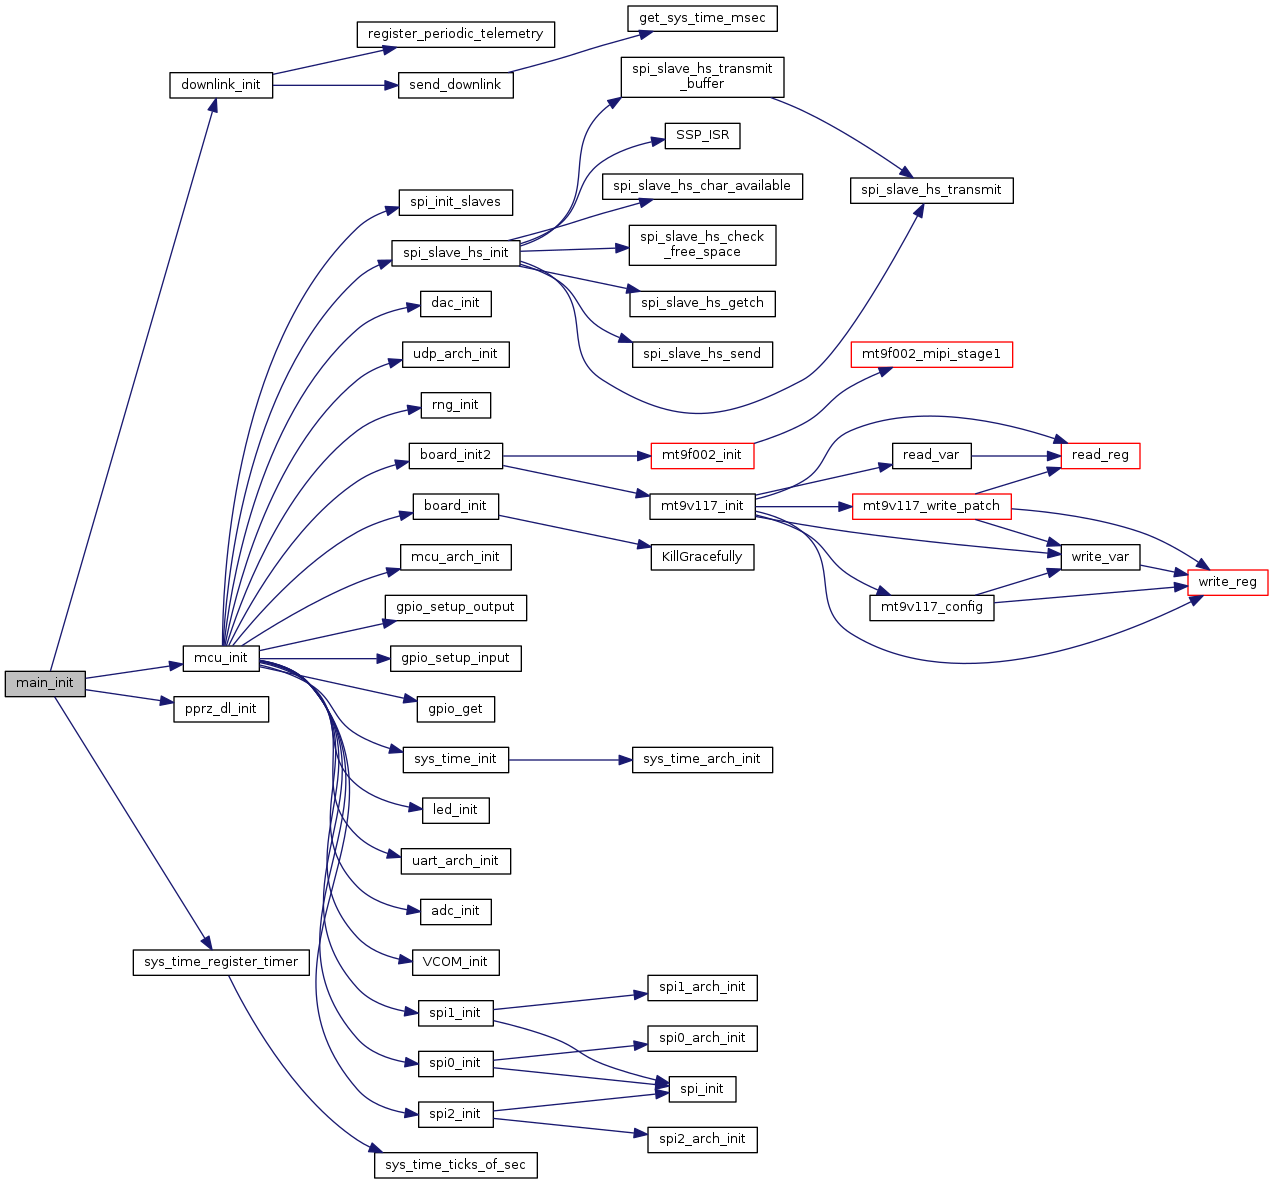 get_sys_time_msec
register_periodic_telemetry
downlink_init
send_downlink
spi_slave_hs_transmit
_buffer
SSP_ISR
spi_slave_hs_char_available
spi_slave_hs_transmit
spi_init_slaves
spi_slave_hs_init
spi_slave_hs_check
_free_space
dac_init
spi_slave_hs_getch
udp_arch_init
spi_slave_hs_send
mt9f002_mipi_stage1
rng_init
board_init2
mt9f002_init
read_var
read_reg
board_init
mt9v117_init
mt9v117_write_patch
mcu_arch_init
KillGracefully
write_var
write_reg
gpio_setup_output
mt9v117_config
mcu_init
gpio_setup_input
main_init
pprz_dl_init
gpio_get
sys_time_init
sys_time_arch_init
led_init
uart_arch_init
adc_init
sys_time_register_timer
VCOM_init
spi1_arch_init
spi1_init
spi0_arch_init
spi0_init
spi_init
spi2_init
spi2_arch_init
sys_time_ticks_of_sec